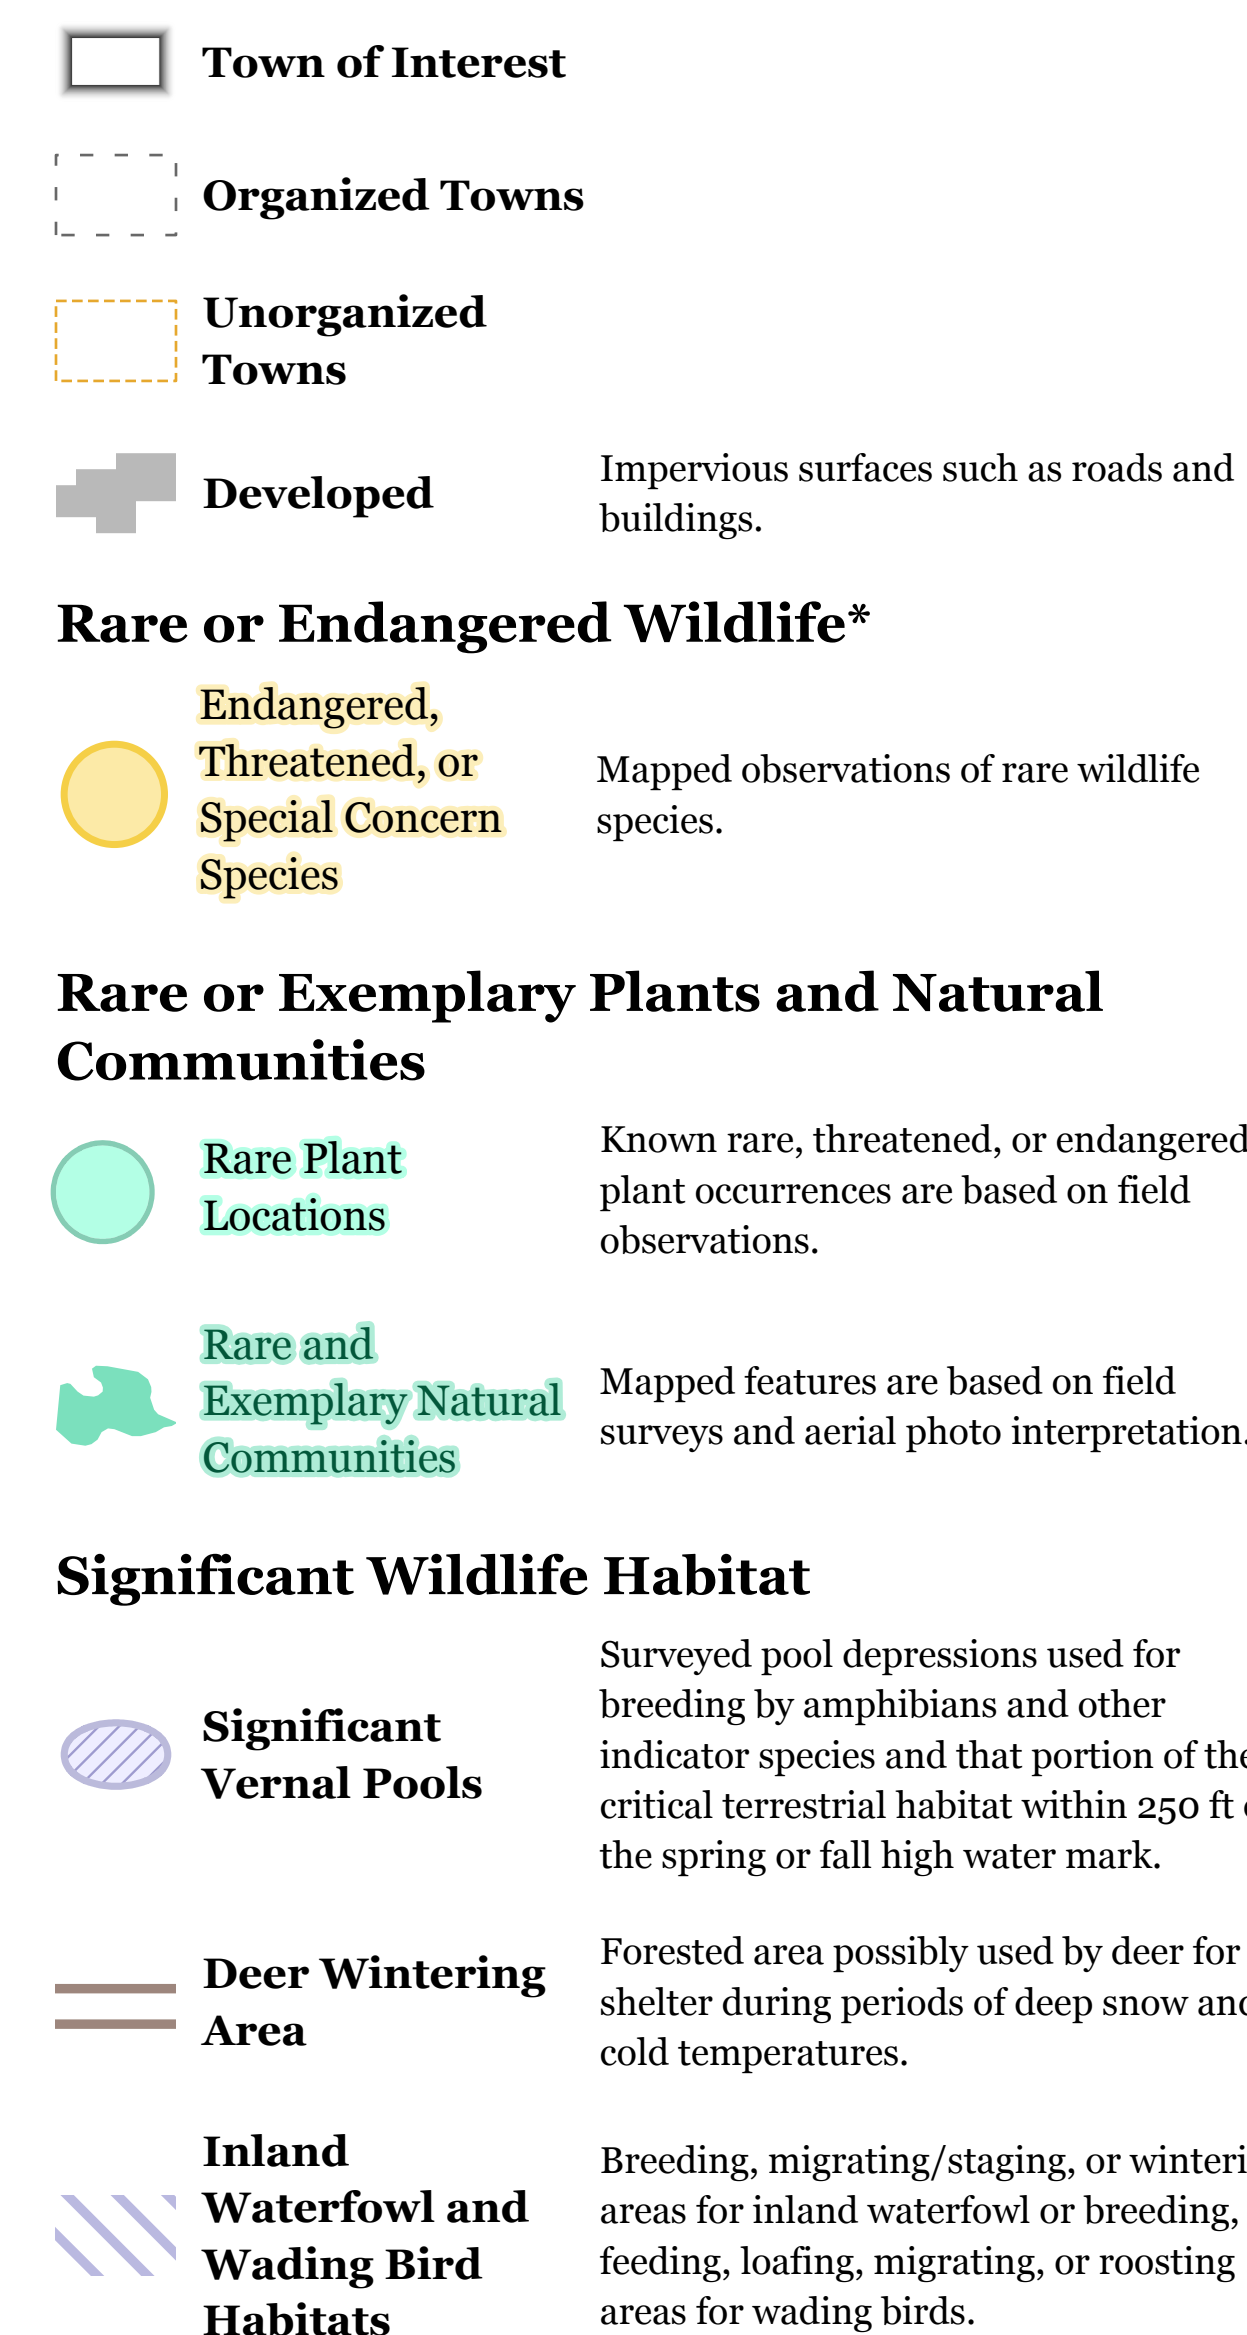 Town of Interest
Organized Towns
Unorganized
Towns
Developed
Impervious surfaces such as roads and
buildings.
Rare or Endangered Wildlife*
Endangered,
Threatened, or
Special Concern
Species
Mapped observations of rare wildlife
species.
Rare or Exemplary Plants and Natural
Communities
Rare Plant
Locations
Known rare, threatened, or endangered
plant occurrences are based on field
observations.
Rare and
Exemplary Natural
Communities
Mapped features are based on field
surveys and aerial photo interpretation.
Significant Wildlife Habitat
Significant
Vernal Pools
Surveyed pool depressions used for
breeding by amphibians and other
indicator species and that portion of the
critical terrestrial habitat within 250 ft
the spring or fall high water mark.
Deer Wintering
Area
Forested area possibly used by deer for
shelter during periods of deep snow and
cold temperatures.
Inland
Waterfowl and
Wading Bird
Habitats
Breeding, migrating/staging, or winteri
areas for inland waterfowl or breeding,
feeding, loafing, migrating, or roosting
areas for wading birds.